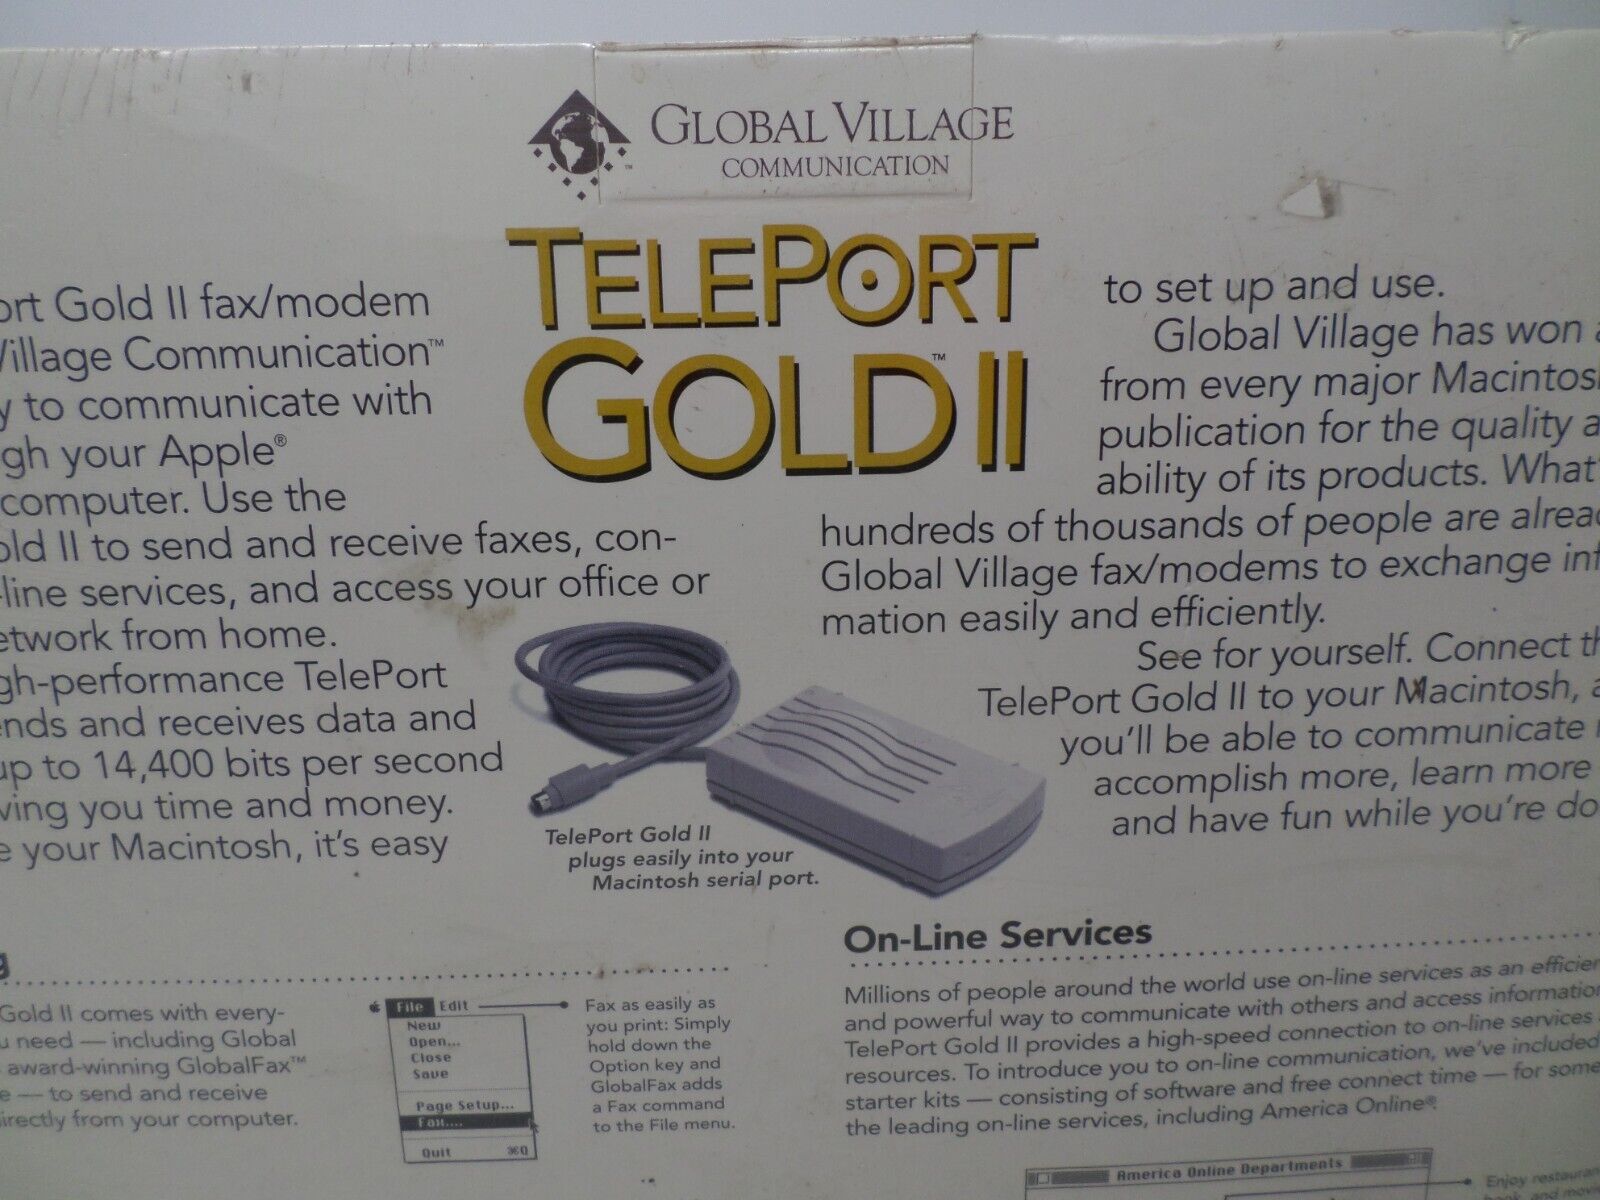 GLOBAL VILLAGE
COMMUNICATION
TELEPORT
GOLD™ II
ort Gold II fax/modem
Village Communication™
y to communicate with
gh your Apple®
computer. Use the
old II to send and receive faxes, con-
-line services, and access your office or
etwork from home.
gh-performance TelePort
ends and receives data and
up to 14,400 bits per second
ving you time and money.
e your Macintosh, it's easy
to set up and use.
Global Village has won a
from every major Macintosh
publication for the quality a
ability of its products. What'
hundreds of thousands of people are alrea
Global Village fax/modems to exchange inf
mation easily and efficiently.
See for yourself. Connect th
TelePort Gold II to your Macintosh, a
you'll be able to communicate
accomplish more, learn more
and have fun while you're do
TelePort Gold II
plugs easily into your
Macintosh serial port.
g
Gold II comes with every-
u need — including Global
award-winning GlobalFax™
e — to send and receive
directly from your computer.
File Edit
New
Open...
Close
Save
Page Setup...
Fax....
Quit ⌘Q
Fax as easily as
you print: Simply
hold down the
Option key and
GlobalFax adds
a Fax command
to the File menu.
On-Line Services
Millions of people around the world use on-line services as an efficien
and powerful way to communicate with others and access information
TelePort Gold II provides a high-speed connection to on-line services
resources. To introduce you to on-line communication, we've included
starter kits — consisting of software and free connect time — for some
the leading on-line services, including America Online®.
America Online Departments
Enjoy restauran